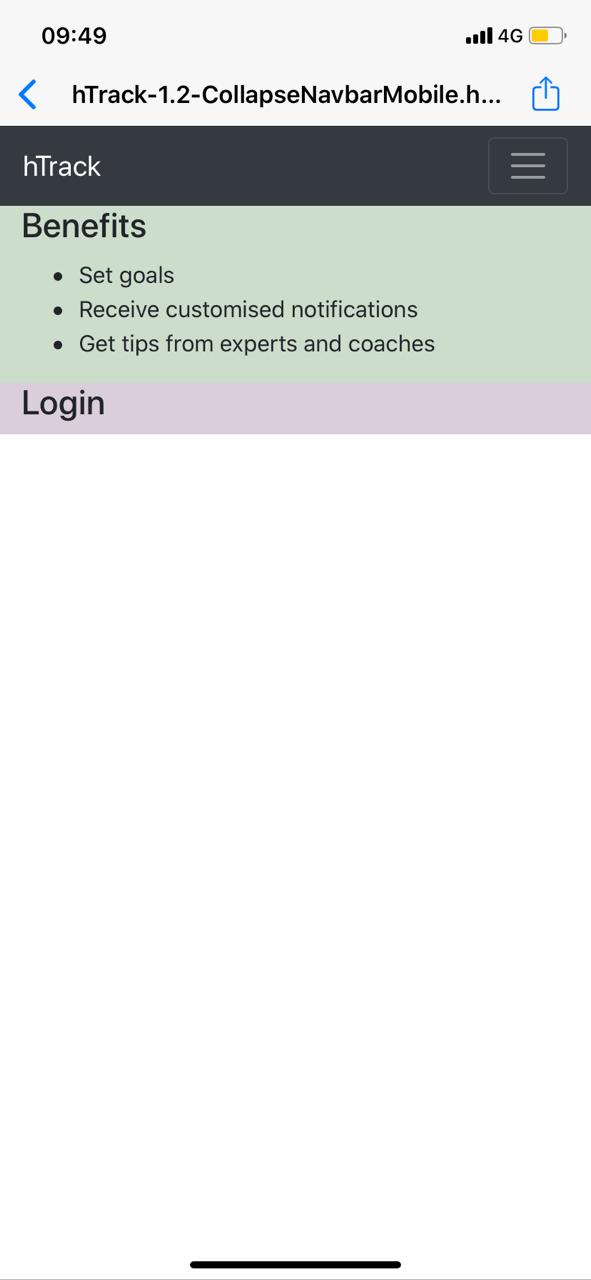 09:49 4G
hTrack-1.2-CollapseNavbarMobile.h...
hTrack
Benefits
Set goals
Receive customised notifications
Get tips from experts and coaches
Login